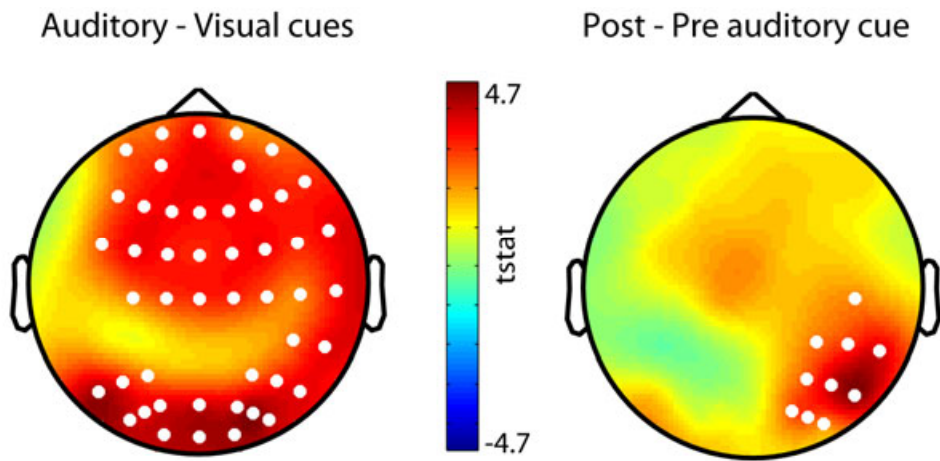 Auditory - Visual cues
Post - Pre auditory cue
4.7
tstat
-4.7